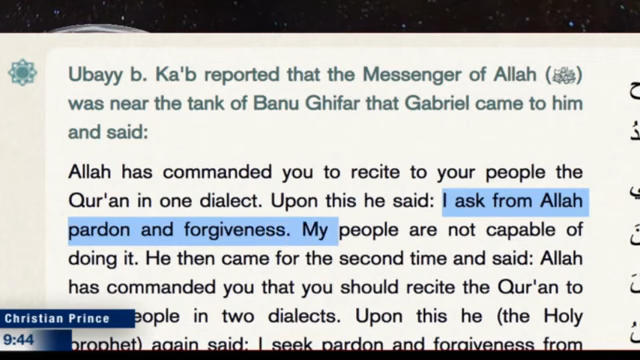 Ubayy b. Ka'b reported that the Messenger of Allah (ﷺ)
was near the tank of Banu Ghifar that Gabriel came to him
and said:
Allah has commanded you to recite to your people the
Qur'an in one dialect. Upon this he said: I ask from Allah
pardon and forgiveness. My people are not capable of
doing it. He then came for the second time and said: Allah
has commanded you that you should recite the Qur'an to
eople in two dialects. Upon this he (the Holy
prophet) again said: I seek pardon and forgiveness from
Christian Prince
9:44